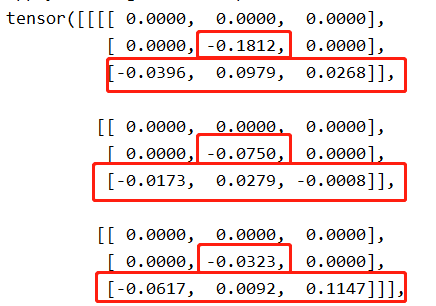 tensor([[[[ 0.0000,  0.0000,  0.0000],
[ 0.0000, -0.1812,  0.0000],
[-0.0396,  0.0979,  0.0268]],
[[ 0.0000,  0.0000,  0.0000],
[ 0.0000, -0.0750,  0.0000],
[-0.0173,  0.0279, -0.0008]],
[[ 0.0000,  0.0000,  0.0000],
[ 0.0000, -0.0323,  0.0000],
[-0.0617,  0.0092,  0.1147]]],